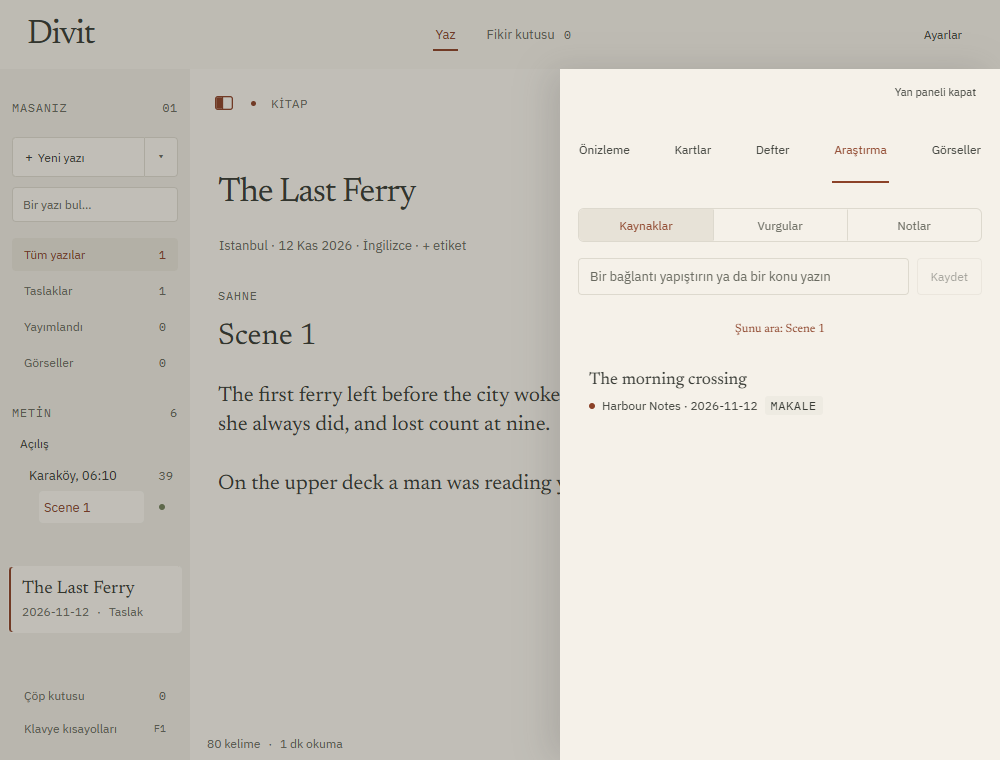 Divit
Yaz
Fikir kutusu 0
Ayarlar
MASANIZ 01
+ Yeni yazı
Bir yazı bul...
Tüm yazılar 1
Taslaklar 1
Yayımlandı 0
Görseller 0
METİN 6
Açılış
Karaköy, 06:10 39
Scene 1
The Last Ferry
2026-11-12 · Taslak
Çöp kutusu 0
Klavye kısayolları F1
KİTAP
The Last Ferry
Istanbul · 12 Kas 2026 · İngilizce · + etiket
SAHNE
Scene 1
The first ferry left before the city woke
she always did, and lost count at nine.
On the upper deck a man was reading
80 kelime · 1 dk okuma
Yan paneli kapat
Önizleme
Kartlar
Defter
Araştırma
Görseller
Kaynaklar
Vurgular
Notlar
Bir bağlantı yapıştırın ya da bir konu yazın
Kaydet
Şunu ara: Scene 1
The morning crossing
Harbour Notes · 2026-11-12 MAKALE